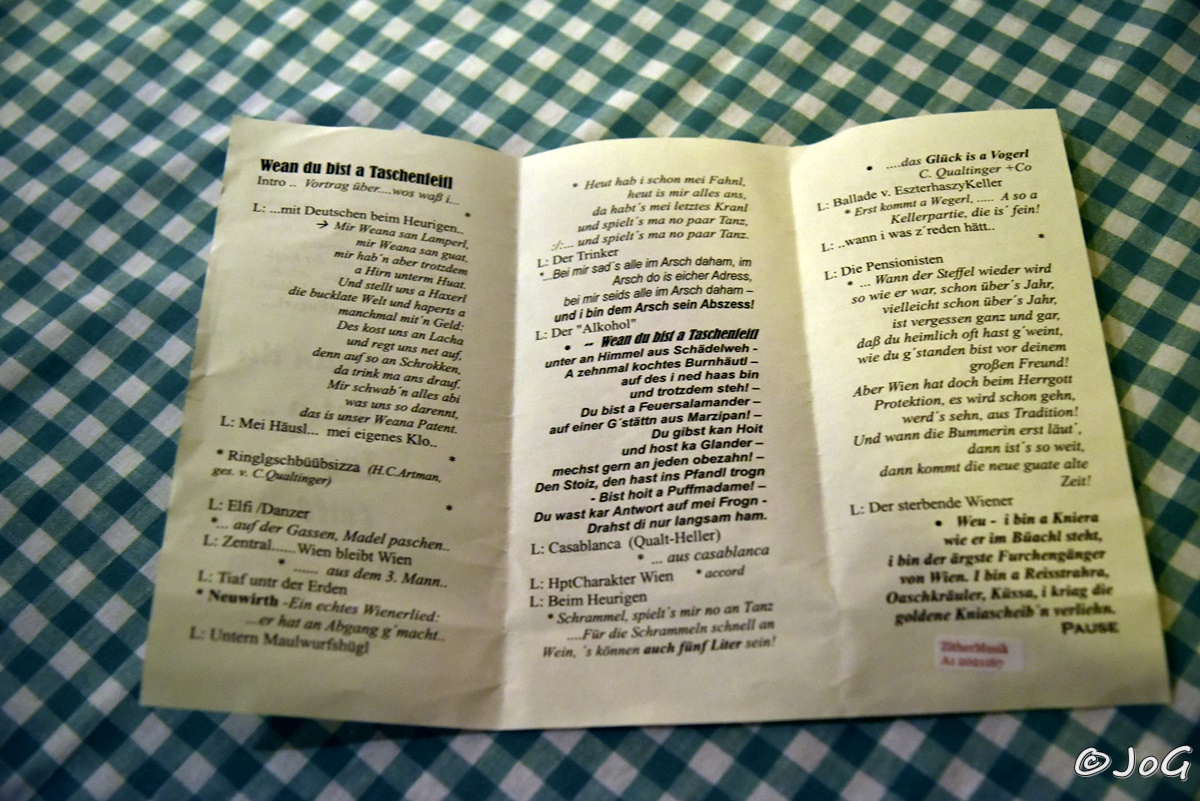 Wean du bist a Taschenfeitl
Intro .. Vortrag über....wos waß i...
*
L: ...mit Deutschen beim Heurigen..
→ Mir Weana san Lamperl,
mir Weana san guat,
mir hab´n aber trotzdem
a Hirn unterm Huat.
Und stellt uns a Haxerl
die bucklate Welt und haperts a
manchmal mit´n Geld:
Des kost uns an Lacha
und regt uns net auf,
denn auf so an Schrokken,
da trink ma ans drauf.
Mir schwab´n alles abi
was uns so darennt,
das is unser Weana Patent.
L: Mei Häusl... mei eigenes Klo..
*
* Ringlgschbüübsizza (H.C.Artman,
ges. v. C.Qualtinger)
L: Elfi /Danzer
*
*... auf der Gassen, Madel paschen..
L: Zentral......Wien bleibt Wien
* ...... aus dem 3. Mann..
L: Tiaf untr der Erden
* Neuwirth -Ein echtes Wienerlied:
...er hat an Abgang g´macht..
L: Untern Maulwurfshügl
* Heut hab i schon mei Fahnl,
heut is mir alles ans,
da habt´s mei letztes Kranl
und spielt´s ma no paar Tanz,
:/:... und spielt´s ma no paar Tanz.
L: Der Trinker
*...Bei mir sad´s alle im Arsch daham, im
Arsch do is eicher Adress,
bei mir seids alle im Arsch daham –
und i bin dem Arsch sein Abszess!
L: Der "Alkohol"
• ~ Wean du bist a Taschenfeitl
unter an Himmel aus Schädelweh -
A zehnmal kochtes Burnhäutl –
auf des i ned haas bin
und trotzdem steh! –
Du bist a Feuersalamander –
auf einer G´stättn aus Marzipan! –
Du gibst kan Hoit
und host ka Glander –
mechst gern an jeden obezahn! –
Den Stoiz, den hast ins Pfandl trogn
- Bist hoit a Puffmadame! –
Du wast kar Antwort auf mei Frogn -
Drahst di nur langsam ham.
L: Casablanca (Qualt-Heller)
* ... aus casablanca
L: HptCharakter Wien * accord
L: Beim Heurigen
* Schrammel, spielt´s mir no an Tanz
....Für die Schrammeln schnell an
Wein, ´s können auch fünf Liter sein!
• ....das Glück is a Vogerl
C. Qualtinger +Co
L: Ballade v. EszterhaszyKeller
* Erst kommt a Wegerl, ..... A so a
Kellerpartie, die is´ fein!
L: ..wann i was z´reden hätt..
*
L: Die Pensionisten
* ... Wann der Steffel wieder wird
so wie er war, schon über´s Jahr,
vielleicht schon über´s Jahr,
ist vergessen ganz und gar,
daß du heimlich oft hast g´weint,
wie du g´standen bist vor deinem
großen Freund!
Aber Wien hat doch beim Herrgott
Protektion, es wird schon gehn,
werd´s sehn, aus Tradition!
Und wann die Bummerin erst läut´,
dann ist´s so weit,
dann kommt die neue guate alte
Zeit!
L: Der sterbende Wiener
• Weu - i bin a Kniera
wie er im Büachl steht,
i bin der ärgste Furchengänger
von Wien. I bin a Reisstrahra,
Oaschkräuler, Küssa, i kriag die
goldene Kniascheib´n verliehn.
PAUSE
ZitherMusik
© JoG